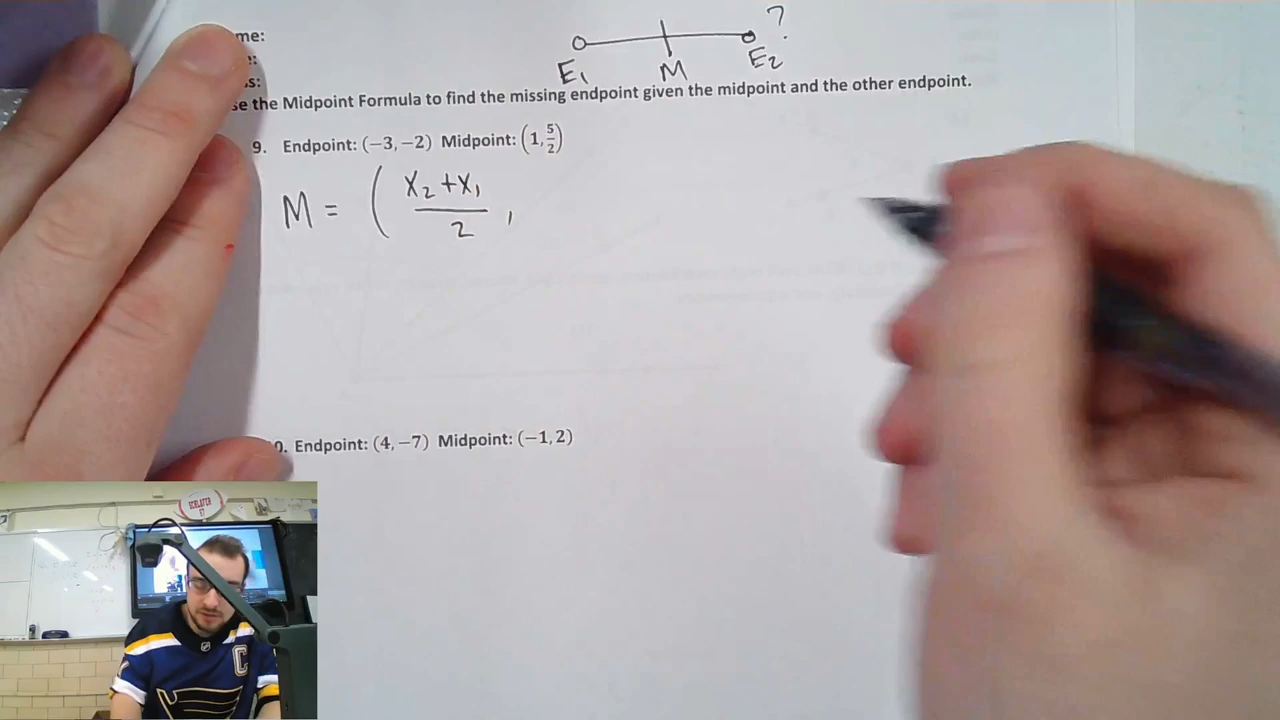 ?
E₁ M E₂
me:
e:
ss:
se the Midpoint Formula to find the missing endpoint given the midpoint and the other endpoint.
9. Endpoint: (−3, −2) Midpoint: (1, 5/2)
M = ( x₂ + x₁ / 2 ,
0. Endpoint: (4, −7) Midpoint: (−1, 2)
C